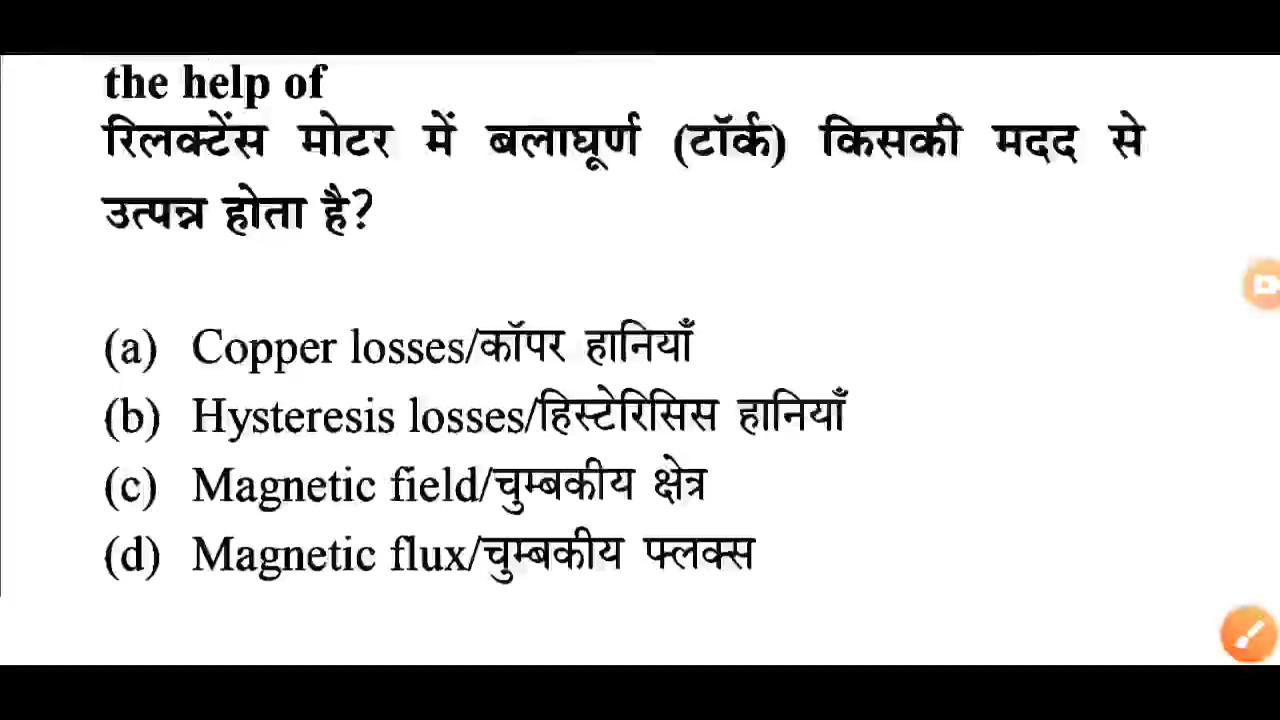 the help of
रिलक्टेंस मोटर में बलाघूर्ण (टॉर्क) किसकी मदद से
उत्पन्न होता है?
(a) Copper losses/कॉपर हानियाँ
(b) Hysteresis losses/हिस्टेरिसिस हानियाँ
(c) Magnetic field/चुम्बकीय क्षेत्र
(d) Magnetic flux/चुम्बकीय फ्लक्स